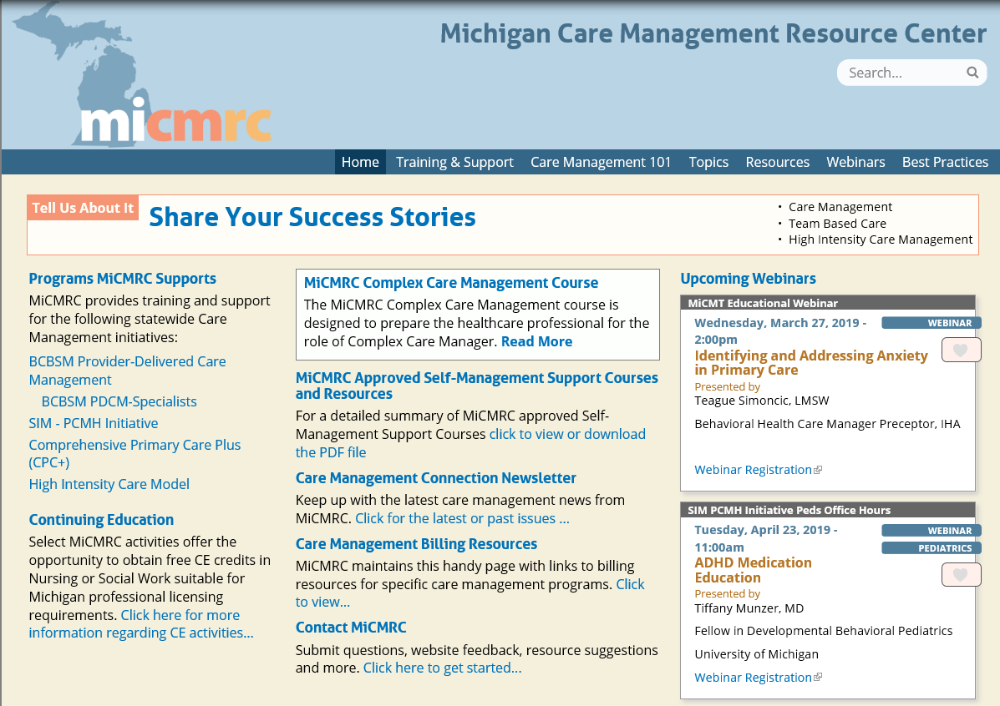 Michigan Care Management Resource Center
Search...
micmrc
Home Training & Support Care Management 101 Topics Resources Webinars Best Practices
Tell Us About It
Share Your Success Stories
• Care Management
• Team Based Care
• High Intensity Care Management
Programs MiCMRC Supports
MiCMRC provides training and support
for the following statewide Care
Management initiatives:
BCBSM Provider-Delivered Care
Management
BCBSM PDCM-Specialists
SIM - PCMH Initiative
Comprehensive Primary Care Plus
(CPC+)
High Intensity Care Model
Continuing Education
Select MiCMRC activities offer the
opportunity to obtain free CE credits in
Nursing or Social Work suitable for
Michigan professional licensing
requirements. Click here for more
information regarding CE activities...
MiCMRC Complex Care Management Course
The MiCMRC Complex Care Management course is
designed to prepare the healthcare professional for the
role of Complex Care Manager. Read More
MiCMRC Approved Self-Management Support Courses
and Resources
For a detailed summary of MiCMRC approved Self-
Management Support Courses click to view or download
the PDF file
Care Management Connection Newsletter
Keep up with the latest care management news from
MiCMRC. Click for the latest or past issues ...
Care Management Billing Resources
MiCMRC maintains this handy page with links to billing
resources for specific care management programs. Click
to view...
Contact MiCMRC
Submit questions, website feedback, resource suggestions
and more. Click here to get started...
Upcoming Webinars
MiCMT Educational Webinar
Wednesday, March 27, 2019 -
2:00pm
WEBINAR
Identifying and Addressing Anxiety
in Primary Care
Presented by
Teague Simoncic, LMSW
Behavioral Health Care Manager Preceptor, IHA
Webinar Registration
SIM PCMH Initiative Peds Office Hours
Tuesday, April 23, 2019 -
11:00am
WEBINAR
PEDIATRICS
ADHD Medication
Education
Presented by
Tiffany Munzer, MD
Fellow in Developmental Behavioral Pediatrics
University of Michigan
Webinar Registration